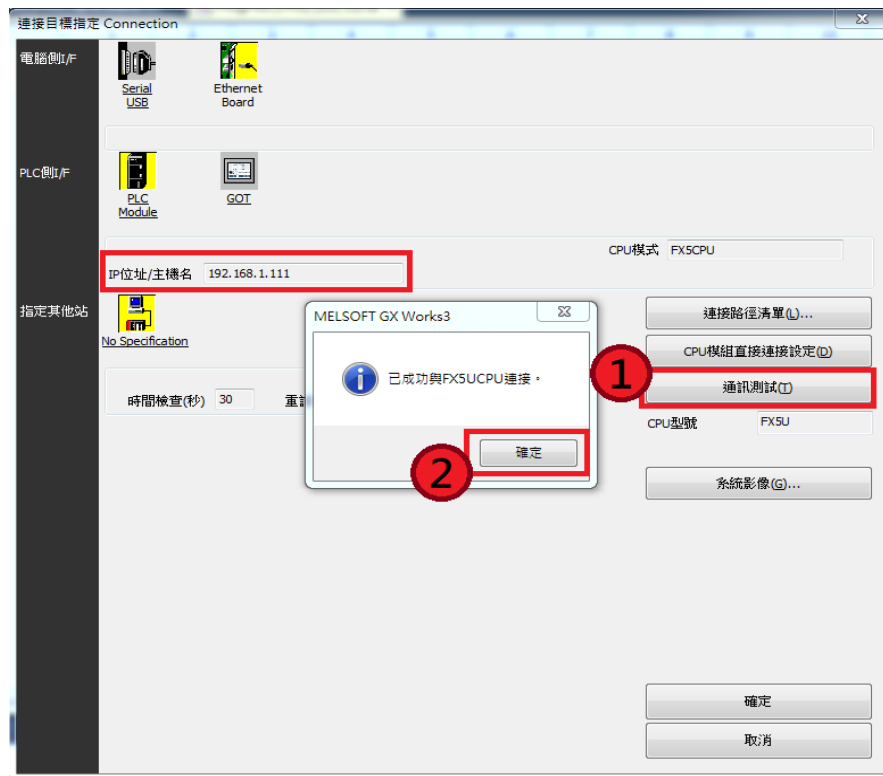 連接目標指定 Connection
電腦側I/F
Serial
USB
Ethernet
Board
PLC側I/F
PLC
Module
GOT
CPU模式 FX5CPU
IP位址/主機名 192.168.1.111
指定其他站
No Specification
時間檢查(秒) 30
MELSOFT GX Works3
已成功與FX5UCPU連接。
確定
2
1
連接路徑清單(L)...
CPU模組直接連接設定(D)
通訊測試(T)
CPU型號 FX5U
系統影像(G)...
確定
取消